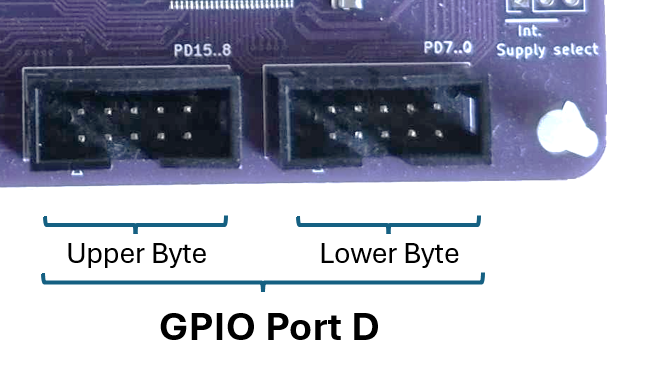 PD15..8
PD7..0
Int.
Supply select
Upper Byte
Lower Byte
GPIO Port D